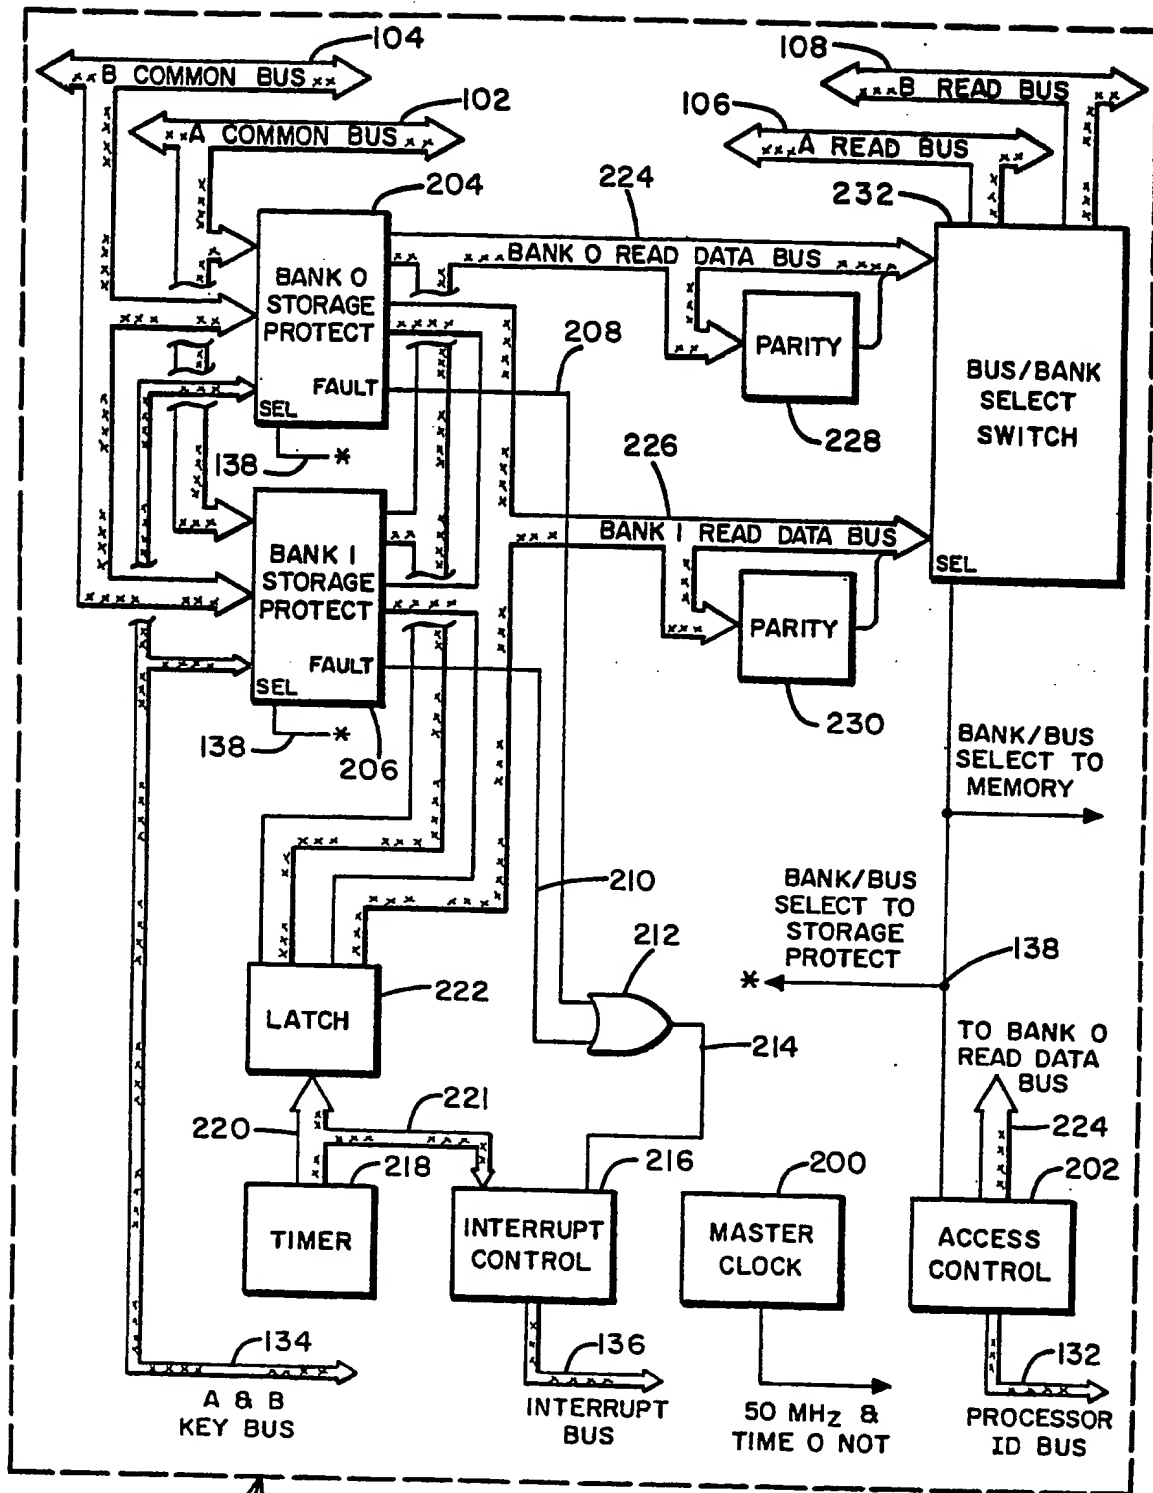 104
B COMMON BUS
108
B READ BUS
102
A COMMON BUS
106
A READ BUS
204
224
232
BANK 0
STORAGE
PROTECT
FAULT
SEL
138
*
BANK 0 READ DATA BUS
208
PARITY
228
BUS/BANK
SELECT
SWITCH
SEL
226
BANK 1 READ DATA BUS
PARITY
230
BANK 1
STORAGE
PROTECT
FAULT
SEL
138
*
206
BANK/BUS
SELECT TO
MEMORY
210
BANK/BUS
SELECT TO
STORAGE
PROTECT
*
138
212
214
LATCH
222
TO BANK 0
READ DATA
BUS
224
220
221
218
TIMER
216
INTERRUPT
CONTROL
200
MASTER
CLOCK
202
ACCESS
CONTROL
134
A & B
KEY BUS
136
INTERRUPT
BUS
50 MHz &
TIME 0 NOT
132
PROCESSOR
ID BUS